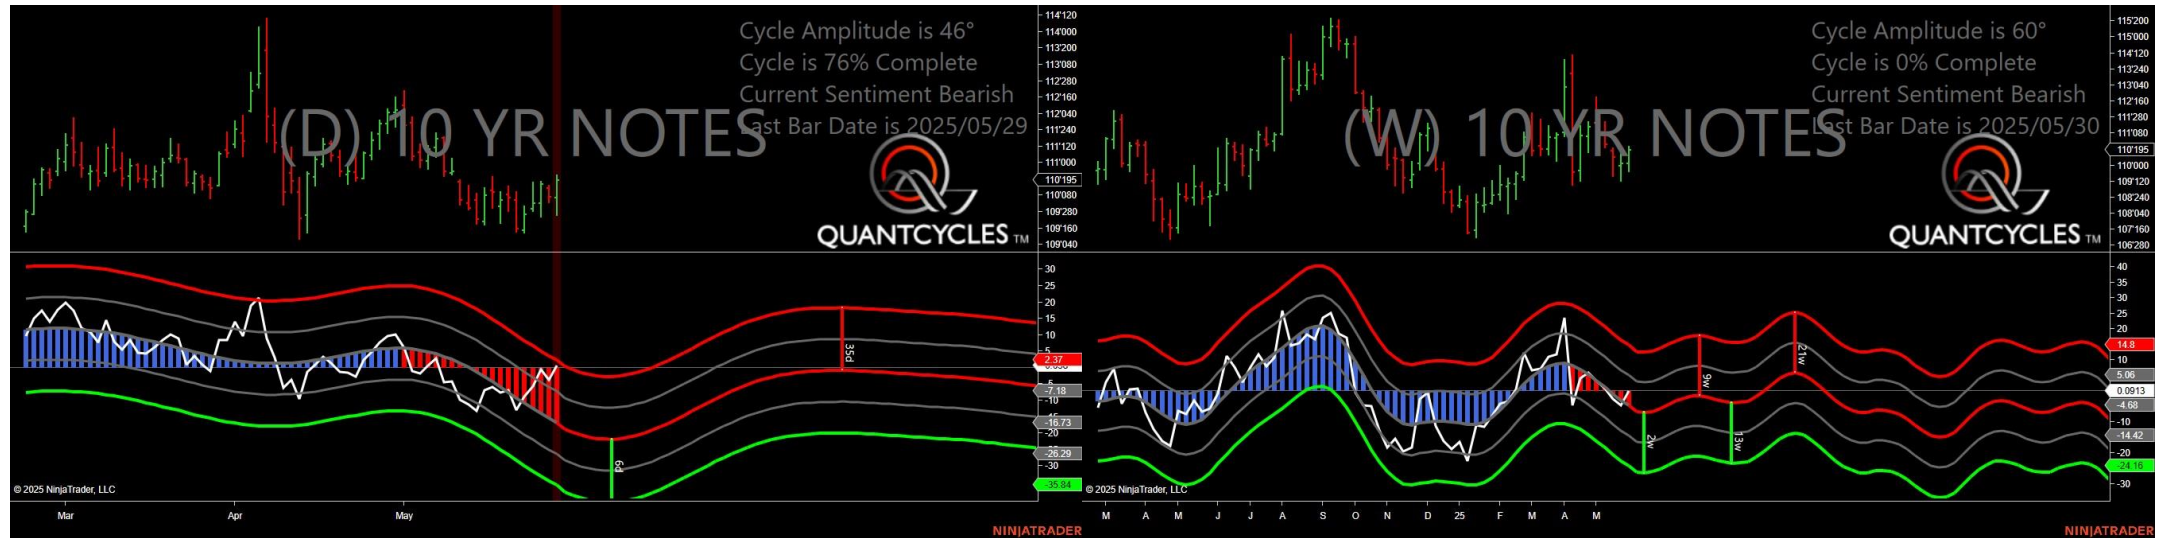 Cycle Amplitude is 46°
Cycle is 76% Complete
Current Sentiment Bearish
Last Bar Date is 2025/05/29
(D) 10 YR NOTES
QUANTCYCLES TM
114'120
114'000
113'200
113'080
112'280
112'160
112'040
111'240
111'120
111'000
110'195
110'080
109'280
109'160
109'040
30
25
20
15
10
5
2.37
-7.18
-10
-16.73
-20
-26.29
-30
-35.84
35d
6d
© 2025 NinjaTrader, LLC
Mar
Apr
May
NINJATRADER
Cycle Amplitude is 60°
Cycle is 0% Complete
Current Sentiment Bearish
Last Bar Date is 2025/05/30
(W) 10 YR NOTES
QUANTCYCLES TM
115'200
115'000
114'120
113'240
113'040
112'160
111'280
111'080
110'195
110'000
109'120
108'240
108'040
107'160
106'280
40
35
30
25
20
14.8
10
5.06
0.0913
-4.68
-10
-14.42
-20
-24.16
-30
2w
9w
13w
21w
© 2025 NinjaTrader, LLC
M A M J J A S O N D 25 F M A M
NINJATRADER